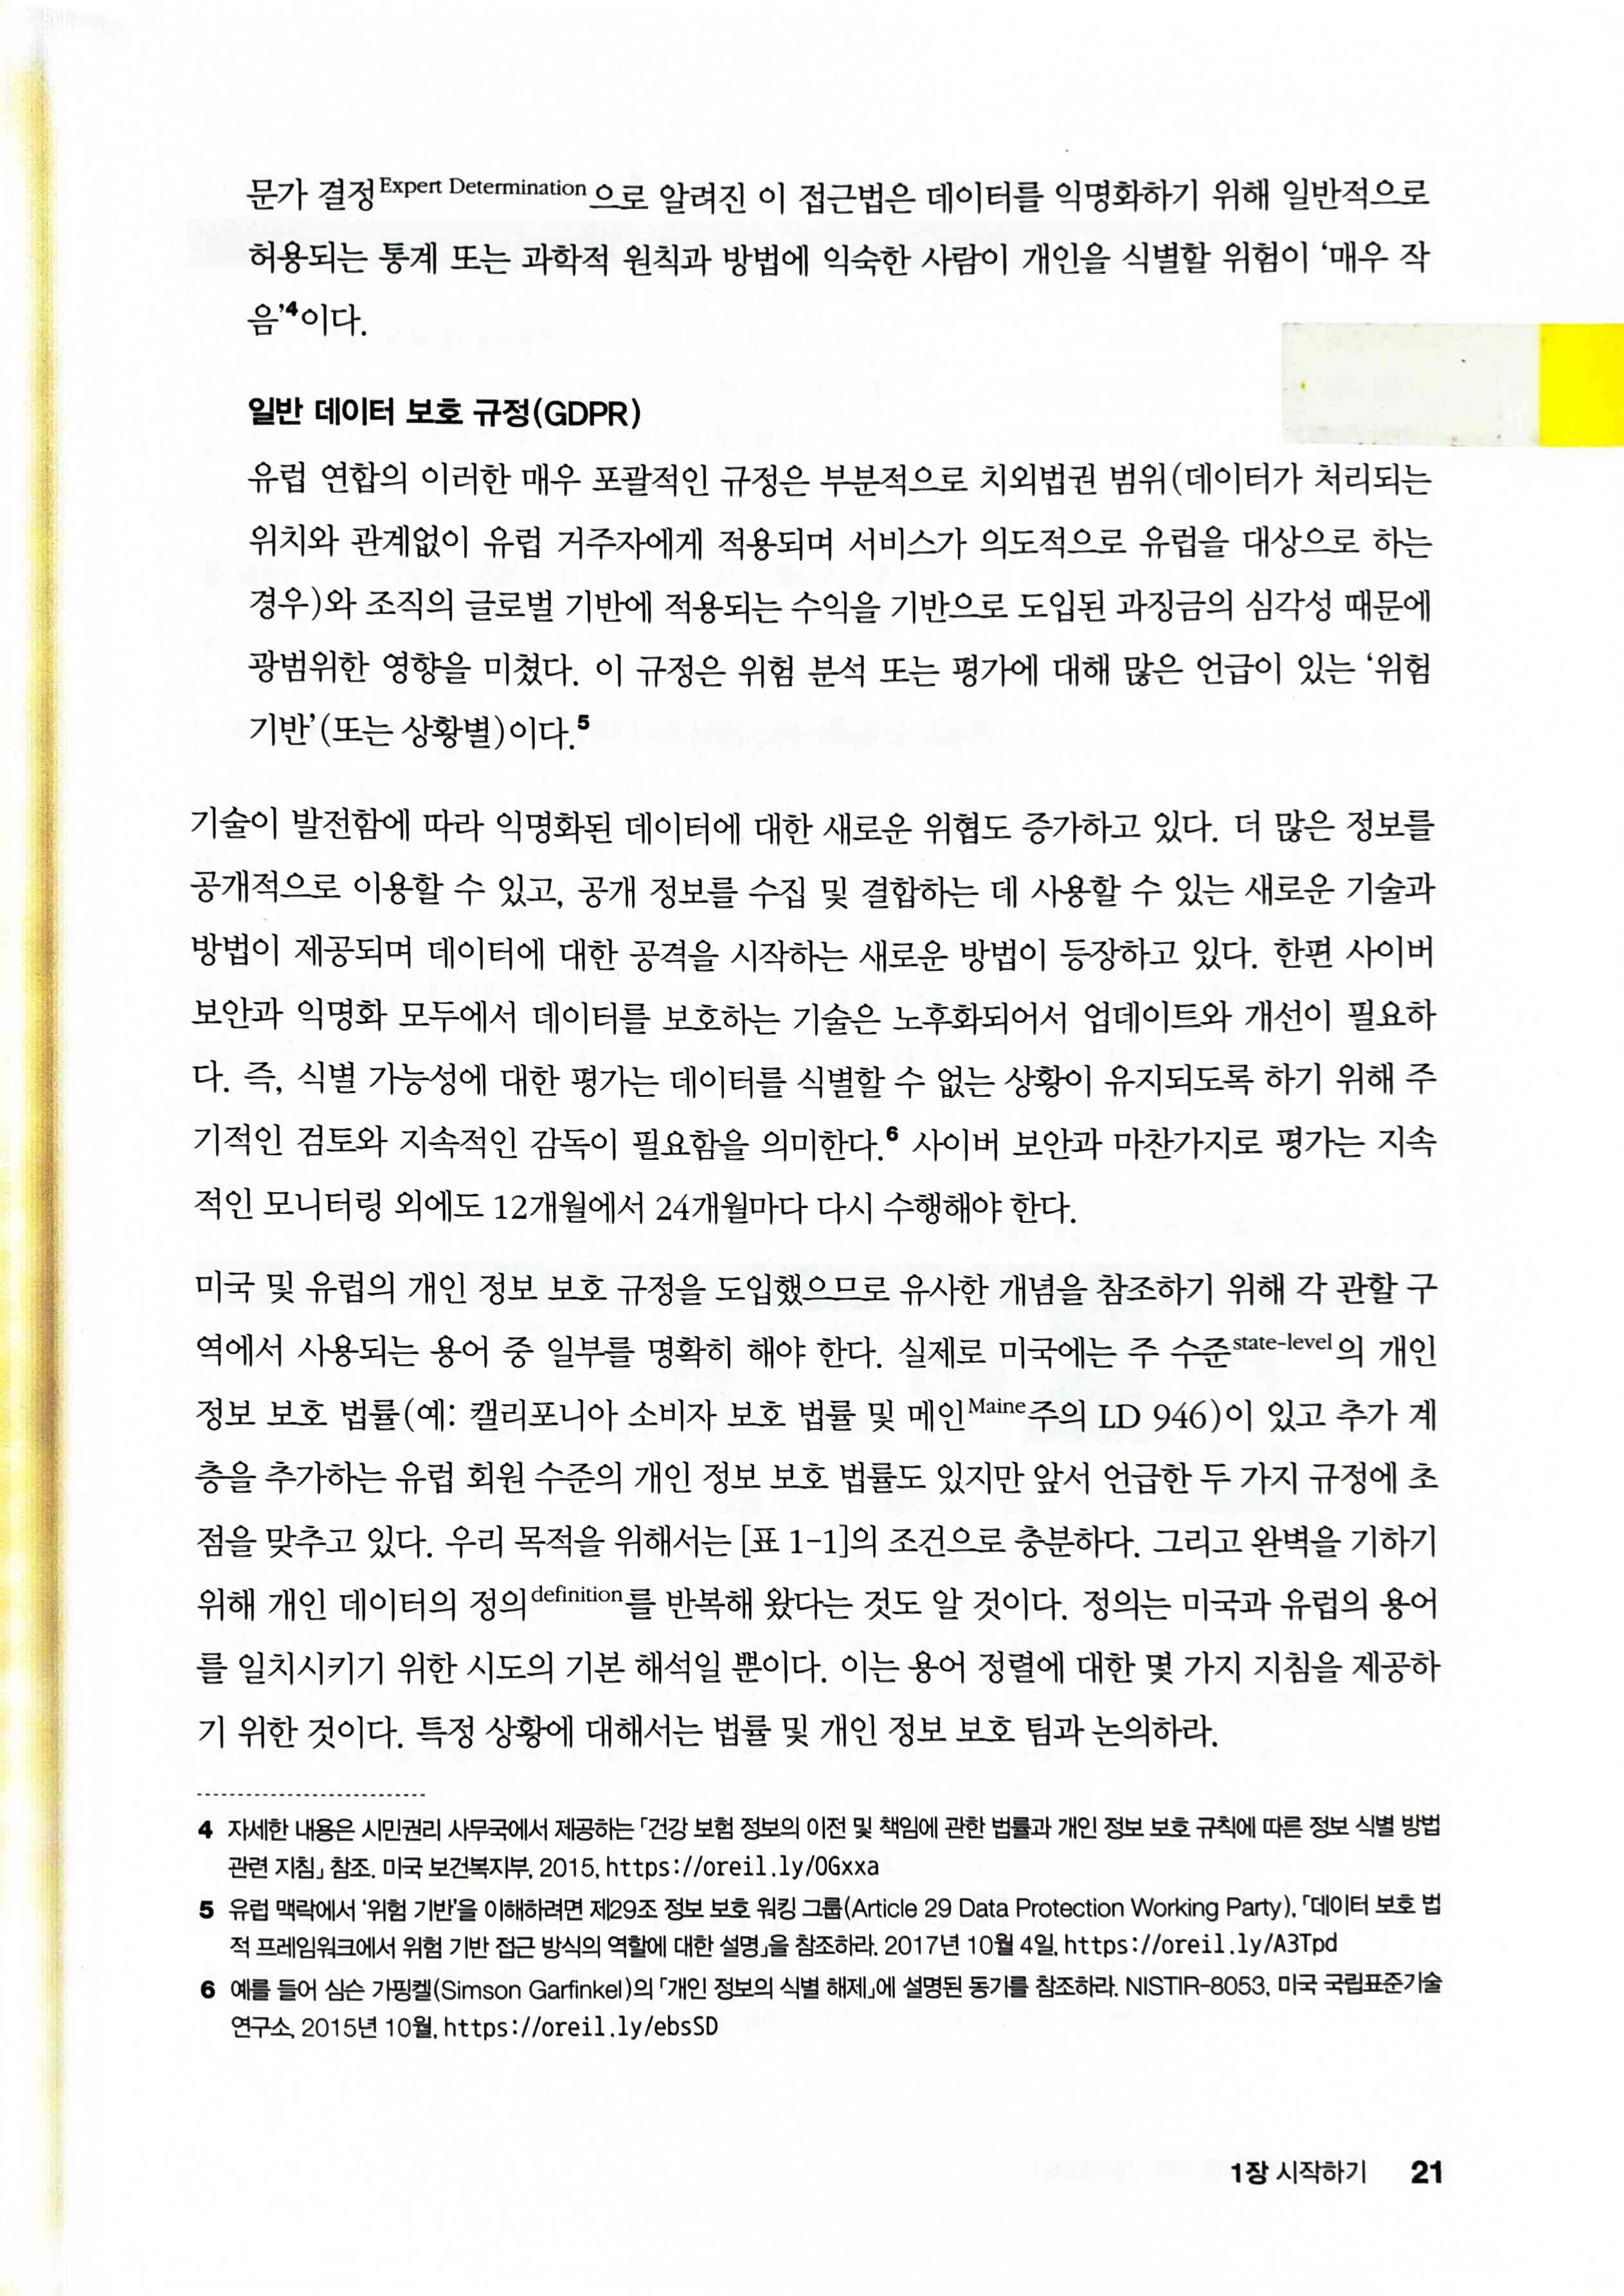 문가 결정Expert Determination으로 알려진 이 접근법은 데이터를 익명화하기 위해 일반적으로
허용되는 통계 또는 과학적 원칙과 방법에 익숙한 사람이 개인을 식별할 위험이 ‘매우 작
음’4이다.
일반 데이터 보호 규정(GDPR)
유럽 연합의 이러한 매우 포괄적인 규정은 부분적으로 치외법권 범위(데이터가 처리되는
위치와 관계없이 유럽 거주자에게 적용되며 서비스가 의도적으로 유럽을 대상으로 하는
경우)와 조직의 글로벌 기반에 적용되는 수익을 기반으로 도입된 과징금의 심각성 때문에
광범위한 영향을 미쳤다. 이 규정은 위험 분석 또는 평가에 대해 많은 언급이 있는 ‘위험
기반’(또는 상황별)이다.5
기술이 발전함에 따라 익명화된 데이터에 대한 새로운 위협도 증가하고 있다. 더 많은 정보를
공개적으로 이용할 수 있고, 공개 정보를 수집 및 결합하는 데 사용할 수 있는 새로운 기술과
방법이 제공되며 데이터에 대한 공격을 시작하는 새로운 방법이 등장하고 있다. 한편 사이버
보안과 익명화 모두에서 데이터를 보호하는 기술은 노후화되어서 업데이트와 개선이 필요하
다. 즉, 식별 가능성에 대한 평가는 데이터를 식별할 수 없는 상황이 유지되도록 하기 위해 주
기적인 검토와 지속적인 감독이 필요함을 의미한다.6 사이버 보안과 마찬가지로 평가는 지속
적인 모니터링 외에도 12개월에서 24개월마다 다시 수행해야 한다.
미국 및 유럽의 개인 정보 보호 규정을 도입했으므로 유사한 개념을 참조하기 위해 각 관할 구
역에서 사용되는 용어 중 일부를 명확히 해야 한다. 실제로 미국에는 주 수준state-level의 개인
정보 보호 법률(예: 캘리포니아 소비자 보호 법률 및 메인Maine주의 LD 946)이 있고 추가 계
층을 추가하는 유럽 회원 수준의 개인 정보 보호 법률도 있지만 앞서 언급한 두 가지 규정에 초
점을 맞추고 있다. 우리 목적을 위해서는 [표 1-1]의 조건으로 충분하다. 그리고 완벽을 기하기
위해 개인 데이터의 정의definition를 반복해 왔다는 것도 알 것이다. 정의는 미국과 유럽의 용어
를 일치시키기 위한 시도의 기본 해석일 뿐이다. 이는 용어 정렬에 대한 몇 가지 지침을 제공하
기 위한 것이다. 특정 상황에 대해서는 법률 및 개인 정보 보호 팀과 논의하라.
4 자세한 내용은 시민권리 사무국에서 제공하는 「건강 보험 정보의 이전 및 책임에 관한 법률과 개인 정보 보호 규칙에 따른 정보 식별 방법
관련 지침」 참조. 미국 보건복지부, 2015, https://oreil.ly/OGxxa
5 유럽 맥락에서 ‘위험 기반’을 이해하려면 제29조 정보 보호 워킹 그룹(Article 29 Data Protection Working Party), 「데이터 보호 법
적 프레임워크에서 위험 기반 접근 방식의 역할에 대한 설명」을 참조하라. 2017년 10월 4일, https://oreil.ly/A3Tpd
6 예를 들어 심슨 가핑켈(Simson Garfinkel)의 「개인 정보의 식별 해제」에 설명된 동기를 참조하라. NISTIR-8053, 미국 국립표준기술
연구소, 2015년 10월, https://oreil.ly/ebsSD
1장 시작하기 21